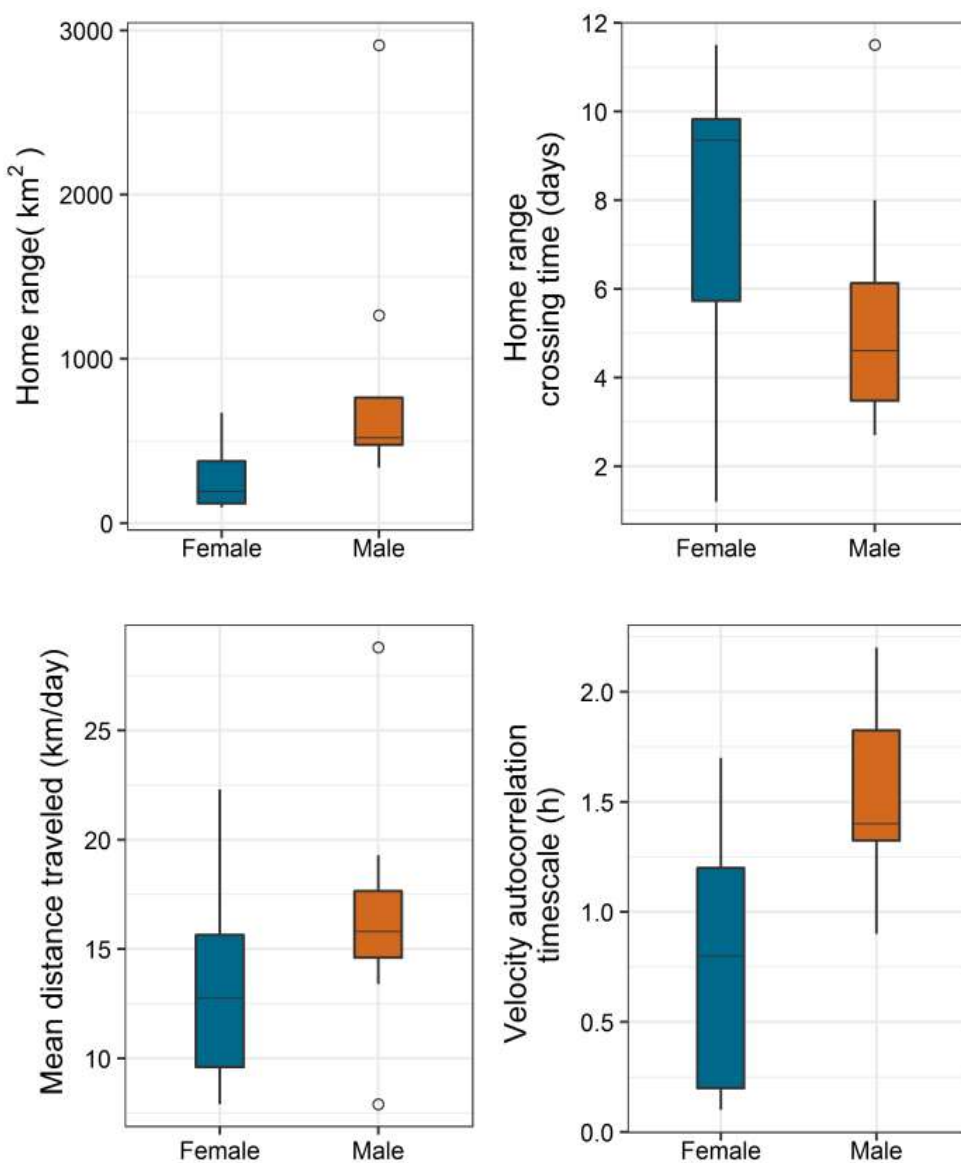 Home range( km² )
3000
2000
1000
0
Female
Male
Home range
crossing time (days)
12
10
8
6
4
2
Female
Male
Mean distance traveled (km/day)
25
20
15
10
Female
Male
Velocity autocorrelation
timescale (h)
2.0
1.5
1.0
0.5
0.0
Female
Male